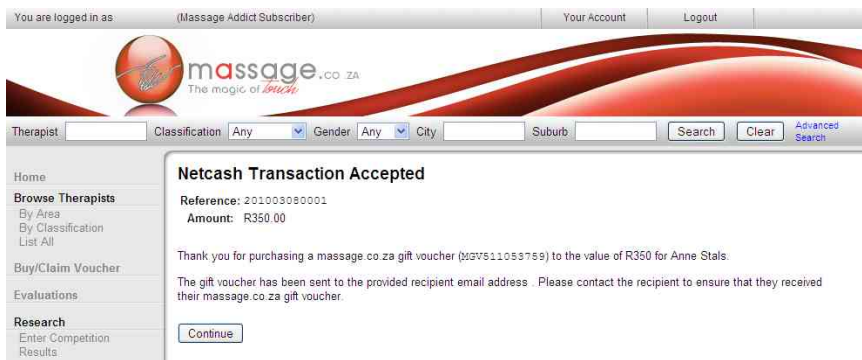 You are logged in as (Massage Addict Subscriber) Your Account Logout
massage.co.za
The magic of touch
Therapist Classification Any Gender Any City Suburb Search Clear Advanced Search
Home
Browse Therapists
By Area
By Classification
List All
Buy/Claim Voucher
Evaluations
Research
Enter Competition
Results
Netcash Transaction Accepted
Reference: 201003080001
Amount: R350.00
Thank you for purchasing a massage.co.za gift voucher (MGV511053759) to the value of R350 for Anne Stals.
The gift voucher has been sent to the provided recipient email address . Please contact the recipient to ensure that they received
their massage.co.za gift voucher.
Continue